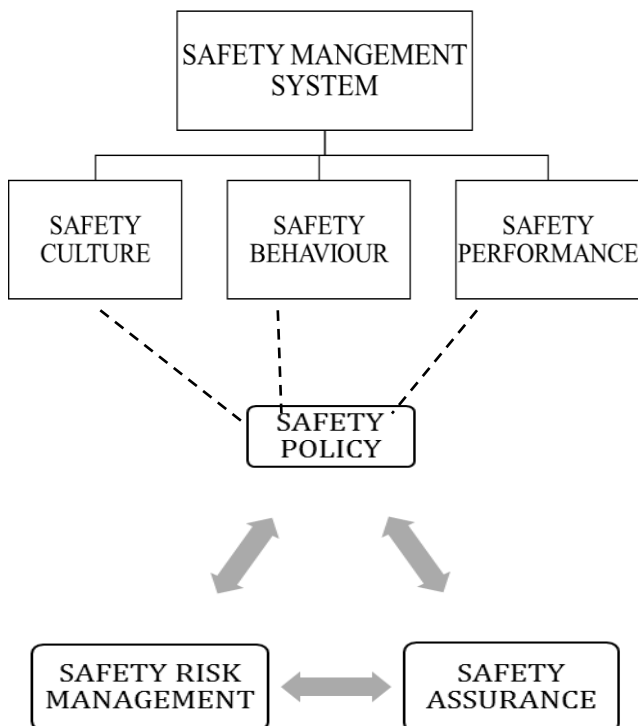 SAFETY MANGEMENT
SYSTEM
SAFETY
CULTURE
SAFETY
BEHAVIOUR
SAFETY
PERFORMANCE
SAFETY
POLICY
SAFETY RISK
MANAGEMENT
SAFETY
ASSURANCE